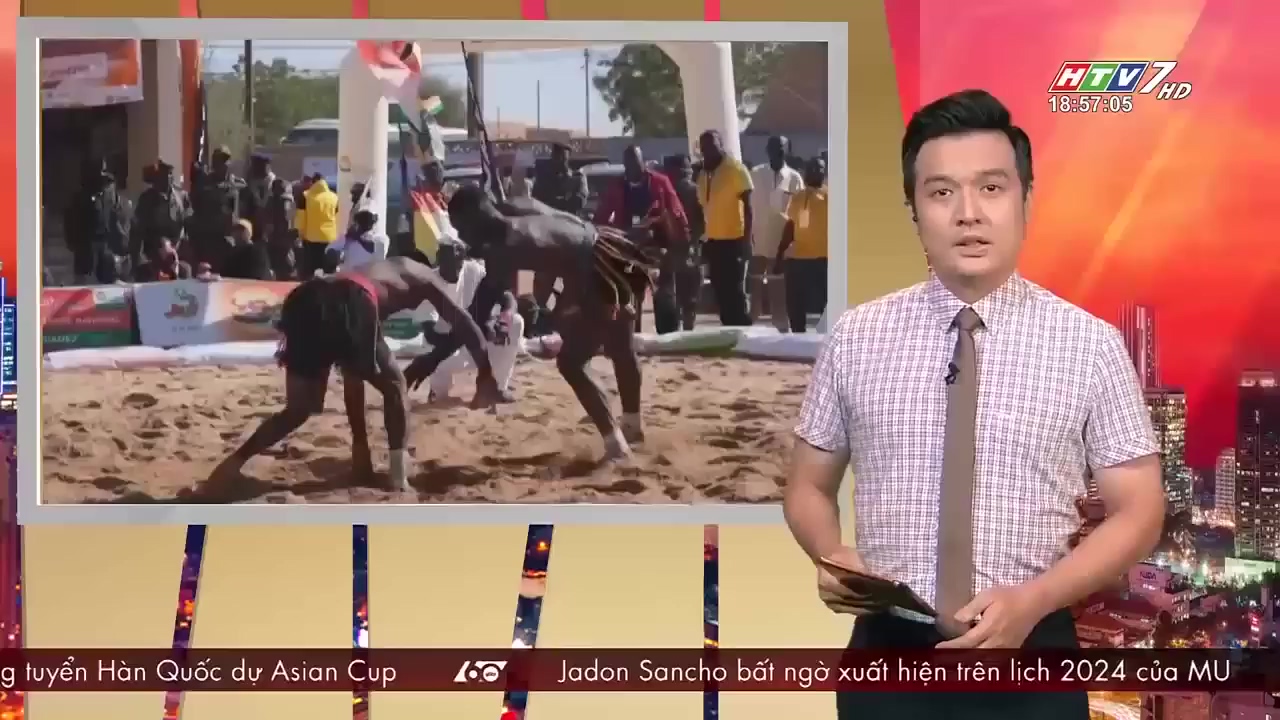 HTV7 HD
18:57:05
g tuyển Hàn Quốc dự Asian Cup
60
Jadon Sancho bất ngờ xuất hiện trên lịch 2024 của MU